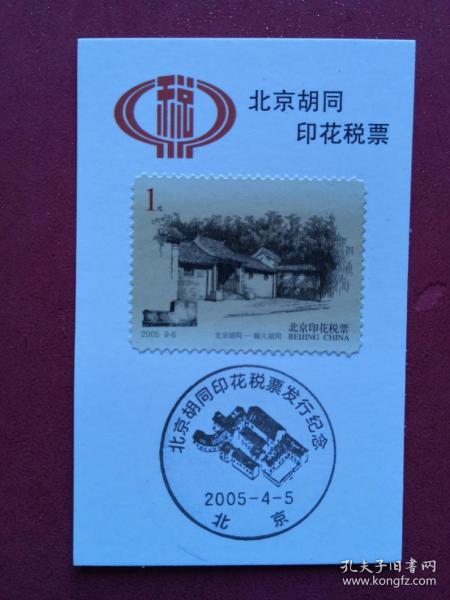 税
北京胡同
印花税票
1元
北京印花税票
BEIJING CHINA
2005 9-6
北京胡同—帽儿胡同
北京胡同印花税票发行纪念
2005-4-5
北 京
孔夫子旧书网
www.kongfz.com